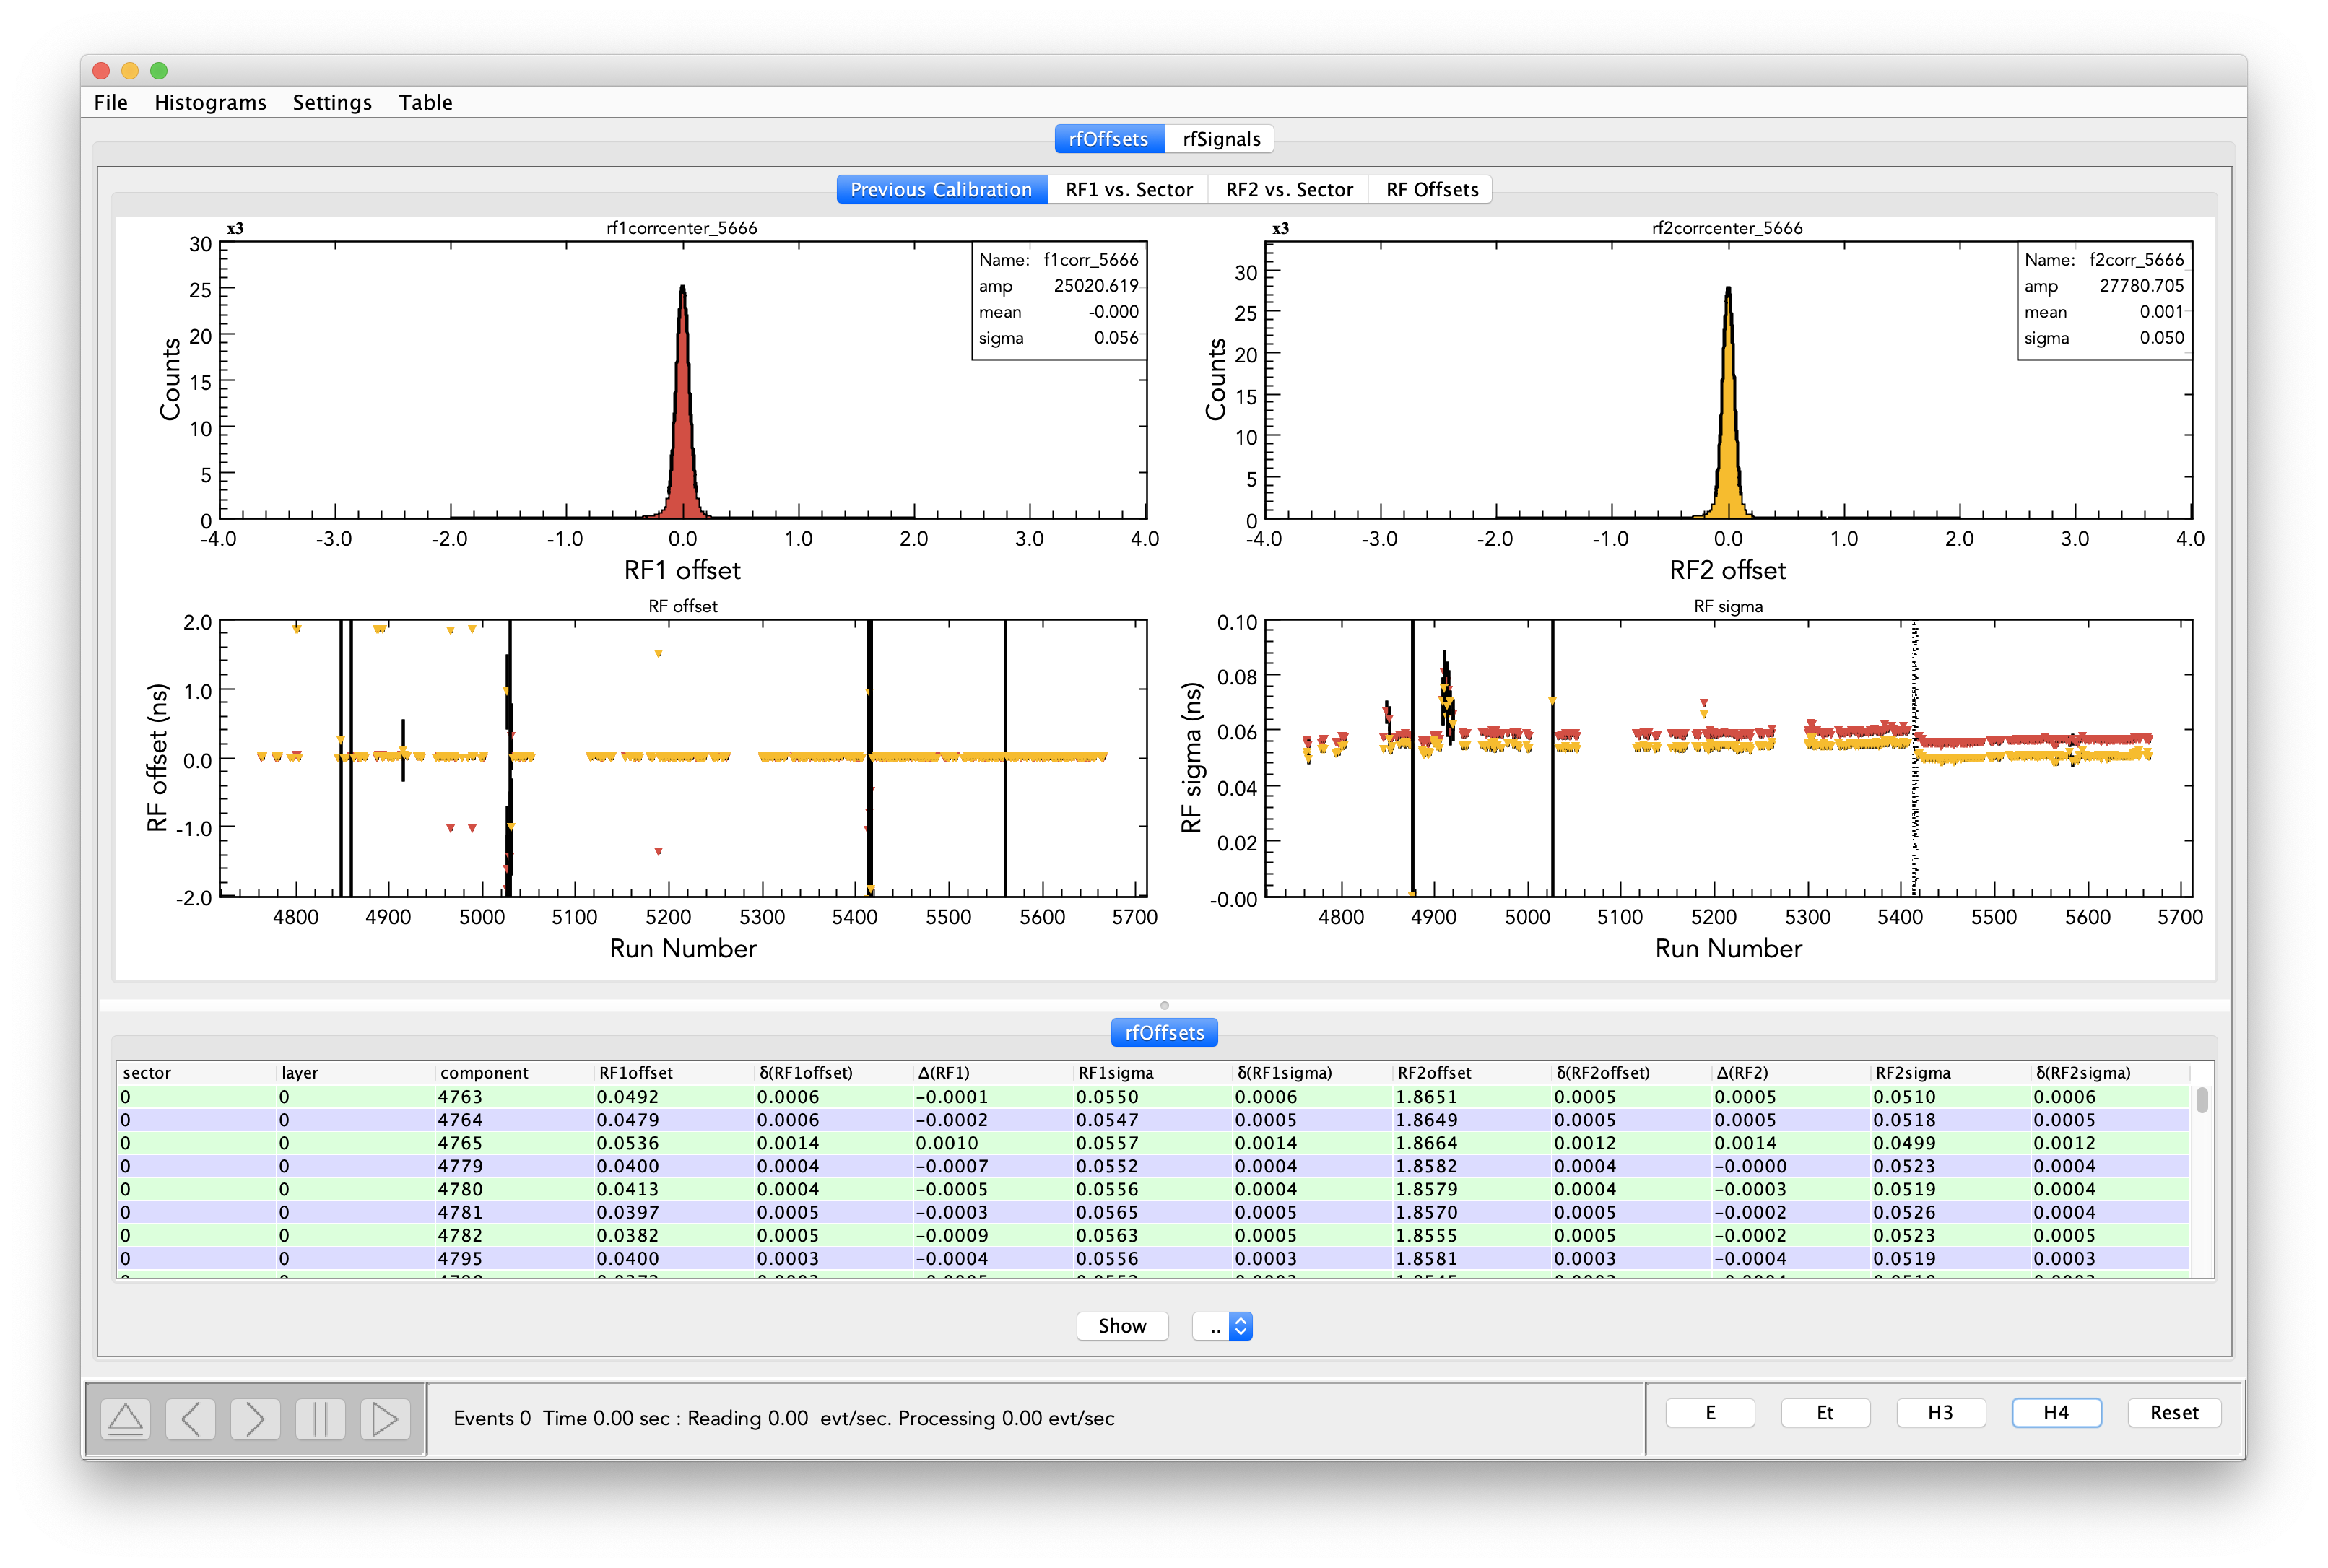 File Histograms Settings Table
rfOffsets rfSignals
Previous Calibration RF1 vs. Sector RF2 vs. Sector RF Offsets
x3 rf1corrcenter_5666
Name: f1corr_5666
amp 25020.619
mean -0.000
sigma 0.056
30
25
20
15
10
5
0
Counts
-4.0 -3.0 -2.0 -1.0 0.0 1.0 2.0 3.0 4.0
RF1 offset
x3 rf2corrcenter_5666
Name: f2corr_5666
amp 27780.705
mean 0.001
sigma 0.050
30
25
20
15
10
5
0
Counts
-4.0 -3.0 -2.0 -1.0 0.0 1.0 2.0 3.0 4.0
RF2 offset
RF offset
2.0
1.0
0.0
-1.0
-2.0
RF offset (ns)
4800 4900 5000 5100 5200 5300 5400 5500 5600 5700
Run Number
RF sigma
0.10
0.08
0.06
0.04
0.02
-0.00
RF sigma (ns)
4800 4900 5000 5100 5200 5300 5400 5500 5600 5700
Run Number
rfOffsets
sector layer component RF1offset δ(RF1offset) Δ(RF1) RF1sigma δ(RF1sigma) RF2offset δ(RF2offset) Δ(RF2) RF2sigma δ(RF2sigma)
0 0 4763 0.0492 0.0006 −0.0001 0.0550 0.0006 1.8651 0.0005 0.0005 0.0510 0.0006
0 0 4764 0.0479 0.0006 −0.0002 0.0547 0.0005 1.8649 0.0005 0.0005 0.0518 0.0005
0 0 4765 0.0536 0.0014 0.0010 0.0557 0.0014 1.8664 0.0012 0.0014 0.0499 0.0012
0 0 4779 0.0400 0.0004 −0.0007 0.0552 0.0004 1.8582 0.0004 −0.0000 0.0523 0.0004
0 0 4780 0.0413 0.0004 −0.0005 0.0556 0.0004 1.8579 0.0004 −0.0003 0.0519 0.0004
0 0 4781 0.0397 0.0005 −0.0003 0.0565 0.0005 1.8570 0.0005 −0.0002 0.0526 0.0004
0 0 4782 0.0382 0.0005 −0.0009 0.0563 0.0005 1.8555 0.0005 −0.0002 0.0523 0.0005
0 0 4795 0.0400 0.0003 −0.0004 0.0556 0.0003 1.8581 0.0003 −0.0004 0.0519 0.0003
Show ..
Events 0 Time 0.00 sec : Reading 0.00 evt/sec. Processing 0.00 evt/sec
E Et H3 H4 Reset